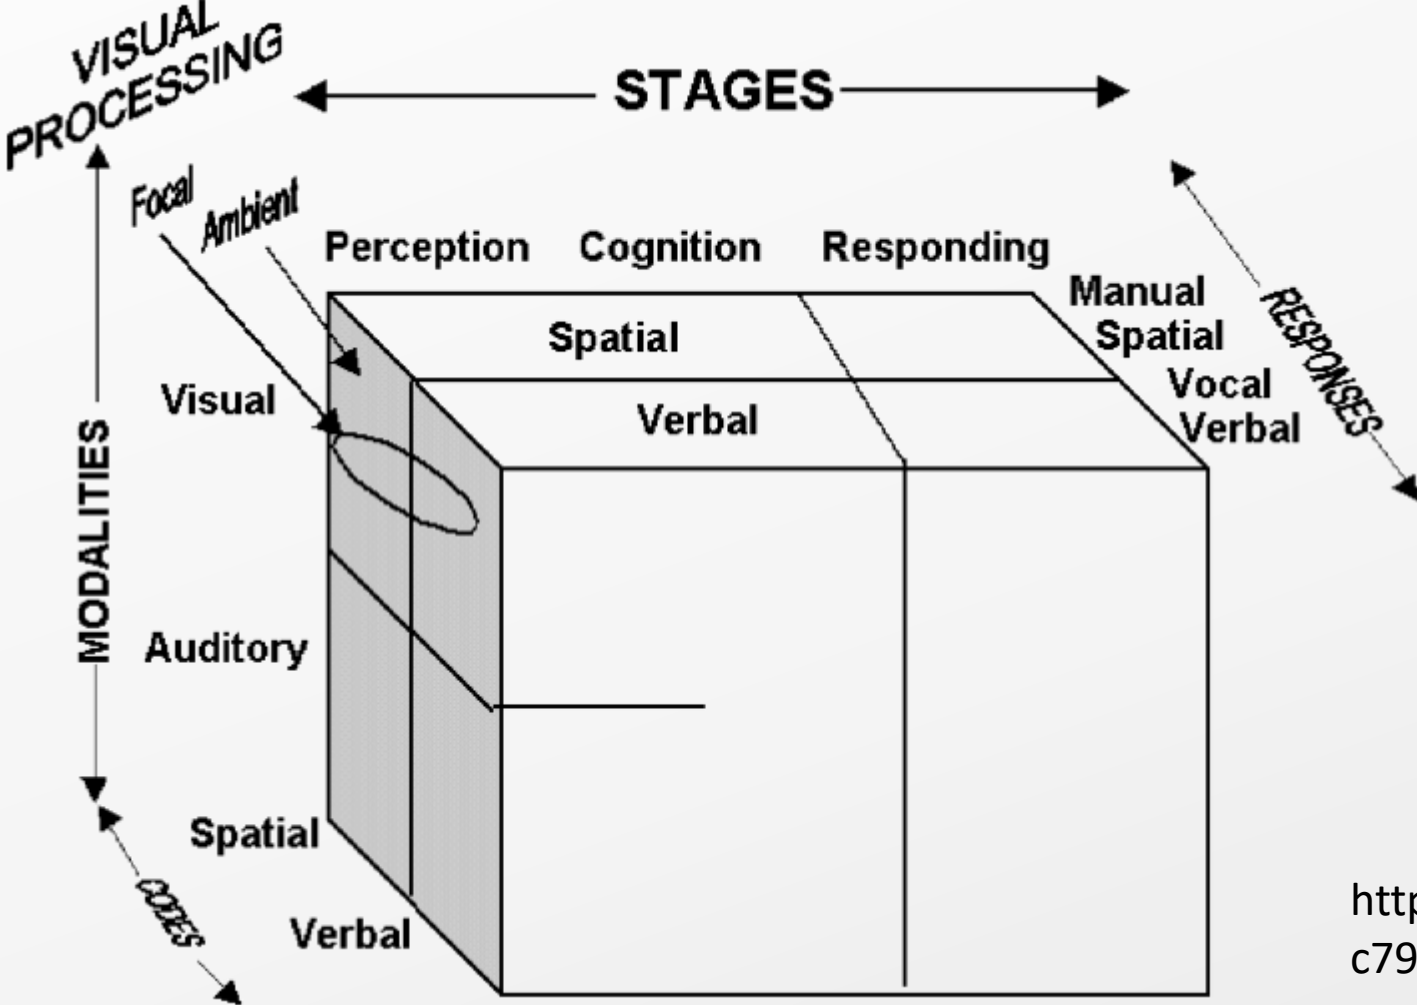 VISUAL
PROCESSING
STAGES
Focal
Ambient
Perception Cognition Responding
Manual
Spatial
Vocal
Verbal
RESPONSES
Spatial
Verbal
MODALITIES
Visual
Auditory
Spatial
Verbal
CODES
http
c79